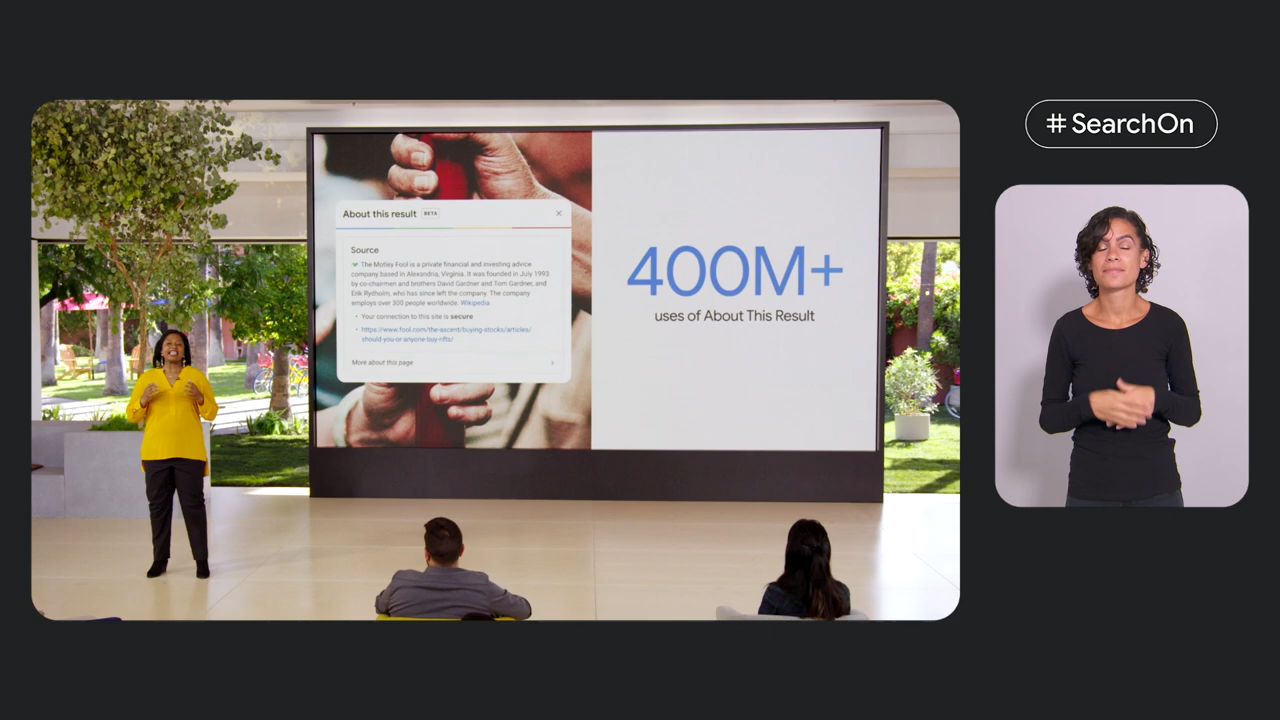 #SearchOn
About this result BETA
Source
The Motley Fool is a private financial and investing advice
company based in Alexandria, Virginia. It was founded in July 1993
by co-chairmen and brothers David Gardner and Tom Gardner, and
Erik Rydholm, who has since left the company. The company
employs over 300 people worldwide. Wikipedia
• Your connection to this site is secure
• https://www.fool.com/the-ascent/buying-stocks/articles/
should-you-or-anyone-buy-nfts/
More about this page
400M+
uses of About This Result